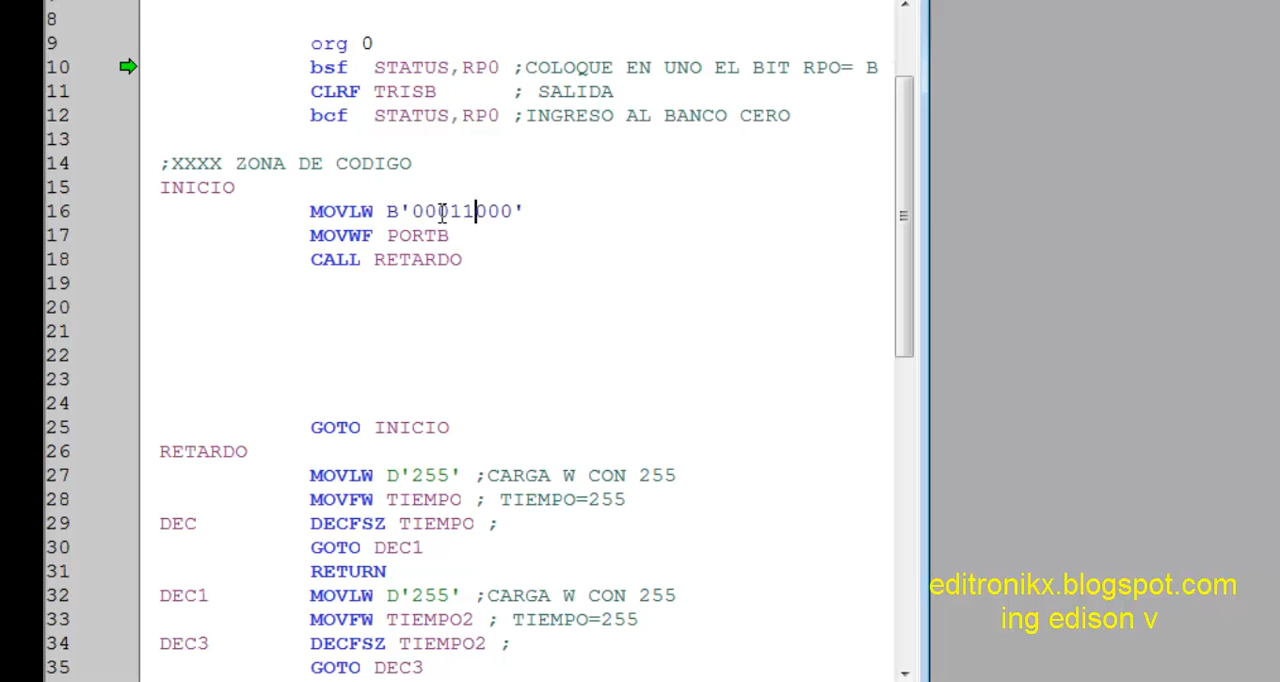 8
9 org 0
10 bsf STATUS,RP0 ;COLOQUE EN UNO EL BIT RPO= B
11 CLRF TRISB ; SALIDA
12 bcf STATUS,RP0 ;INGRESO AL BANCO CERO
13
14 ;XXXX ZONA DE CODIGO
15 INICIO
16 MOVLW B'00011000'
17 MOVWF PORTB
18 CALL RETARDO
19
20
21
22
23
24
25 GOTO INICIO
26 RETARDO
27 MOVLW D'255' ;CARGA W CON 255
28 MOVFW TIEMPO ; TIEMPO=255
29 DEC DECFSZ TIEMPO ;
30 GOTO DEC1
31 RETURN
32 DEC1 MOVLW D'255' ;CARGA W CON 255
33 MOVFW TIEMPO2 ; TIEMPO=255
34 DEC3 DECFSZ TIEMPO2 ;
35 GOTO DEC3
editronikx.blogspot.com
ing edison v